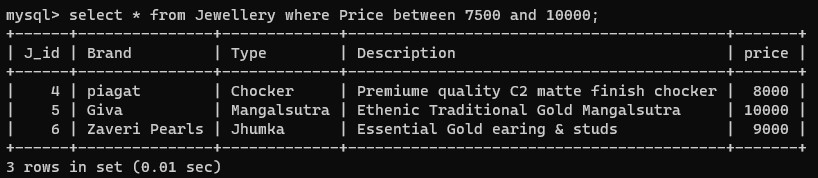 mysql> select * from Jewellery where Price between 7500 and 10000;
+------+---------------+-------------+-----------------------------------------+-------+
| J_id | Brand         | Type        | Description                             | price |
+------+---------------+-------------+-----------------------------------------+-------+
|    4 | piagat        | Chocker     | Premiume quality C2 matte finish chocker |  8000 |
|    5 | Giva          | Mangalsutra | Ethenic Traditional Gold Mangalsutra    | 10000 |
|    6 | Zaveri Pearls | Jhumka      | Essential Gold earing & studs           |  9000 |
+------+---------------+-------------+-----------------------------------------+-------+
3 rows in set (0.01 sec)